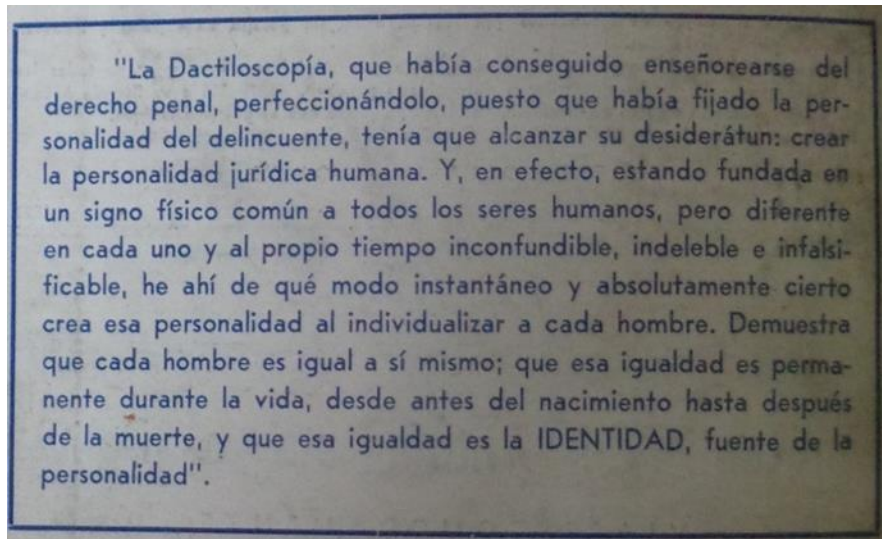 "La Dactiloscopía, que había conseguido enseñorearse del
derecho penal, perfeccionándolo, puesto que había fijado la per-
sonalidad del delincuente, tenía que alcanzar su desiderátun: crear
la personalidad jurídica humana. Y, en efecto, estando fundada en
un signo físico común a todos los seres humanos, pero diferente
en cada uno y al propio tiempo inconfundible, indeleble e infalsi-
ficable, he ahí de qué modo instantáneo y absolutamente cierto
crea esa personalidad al individualizar a cada hombre. Demuestra
que cada hombre es igual a sí mismo; que esa igualdad es perma-
nente durante la vida, desde antes del nacimiento hasta después
de la muerte, y que esa igualdad es la IDENTIDAD, fuente de la
personalidad".